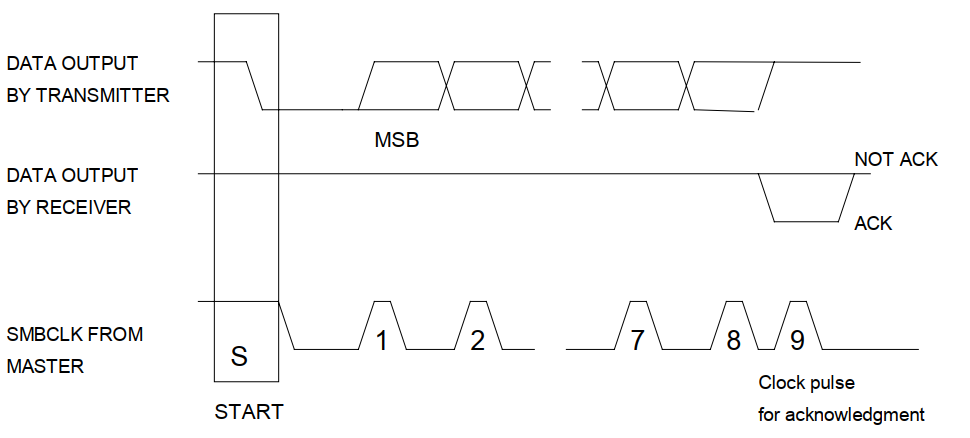 DATA OUTPUT
BY TRANSMITTER
MSB
DATA OUTPUT
BY RECEIVER
NOT ACK
ACK
SMBCLK FROM
MASTER
S
1
2
7
8
9
START
Clock pulse
for acknowledgment